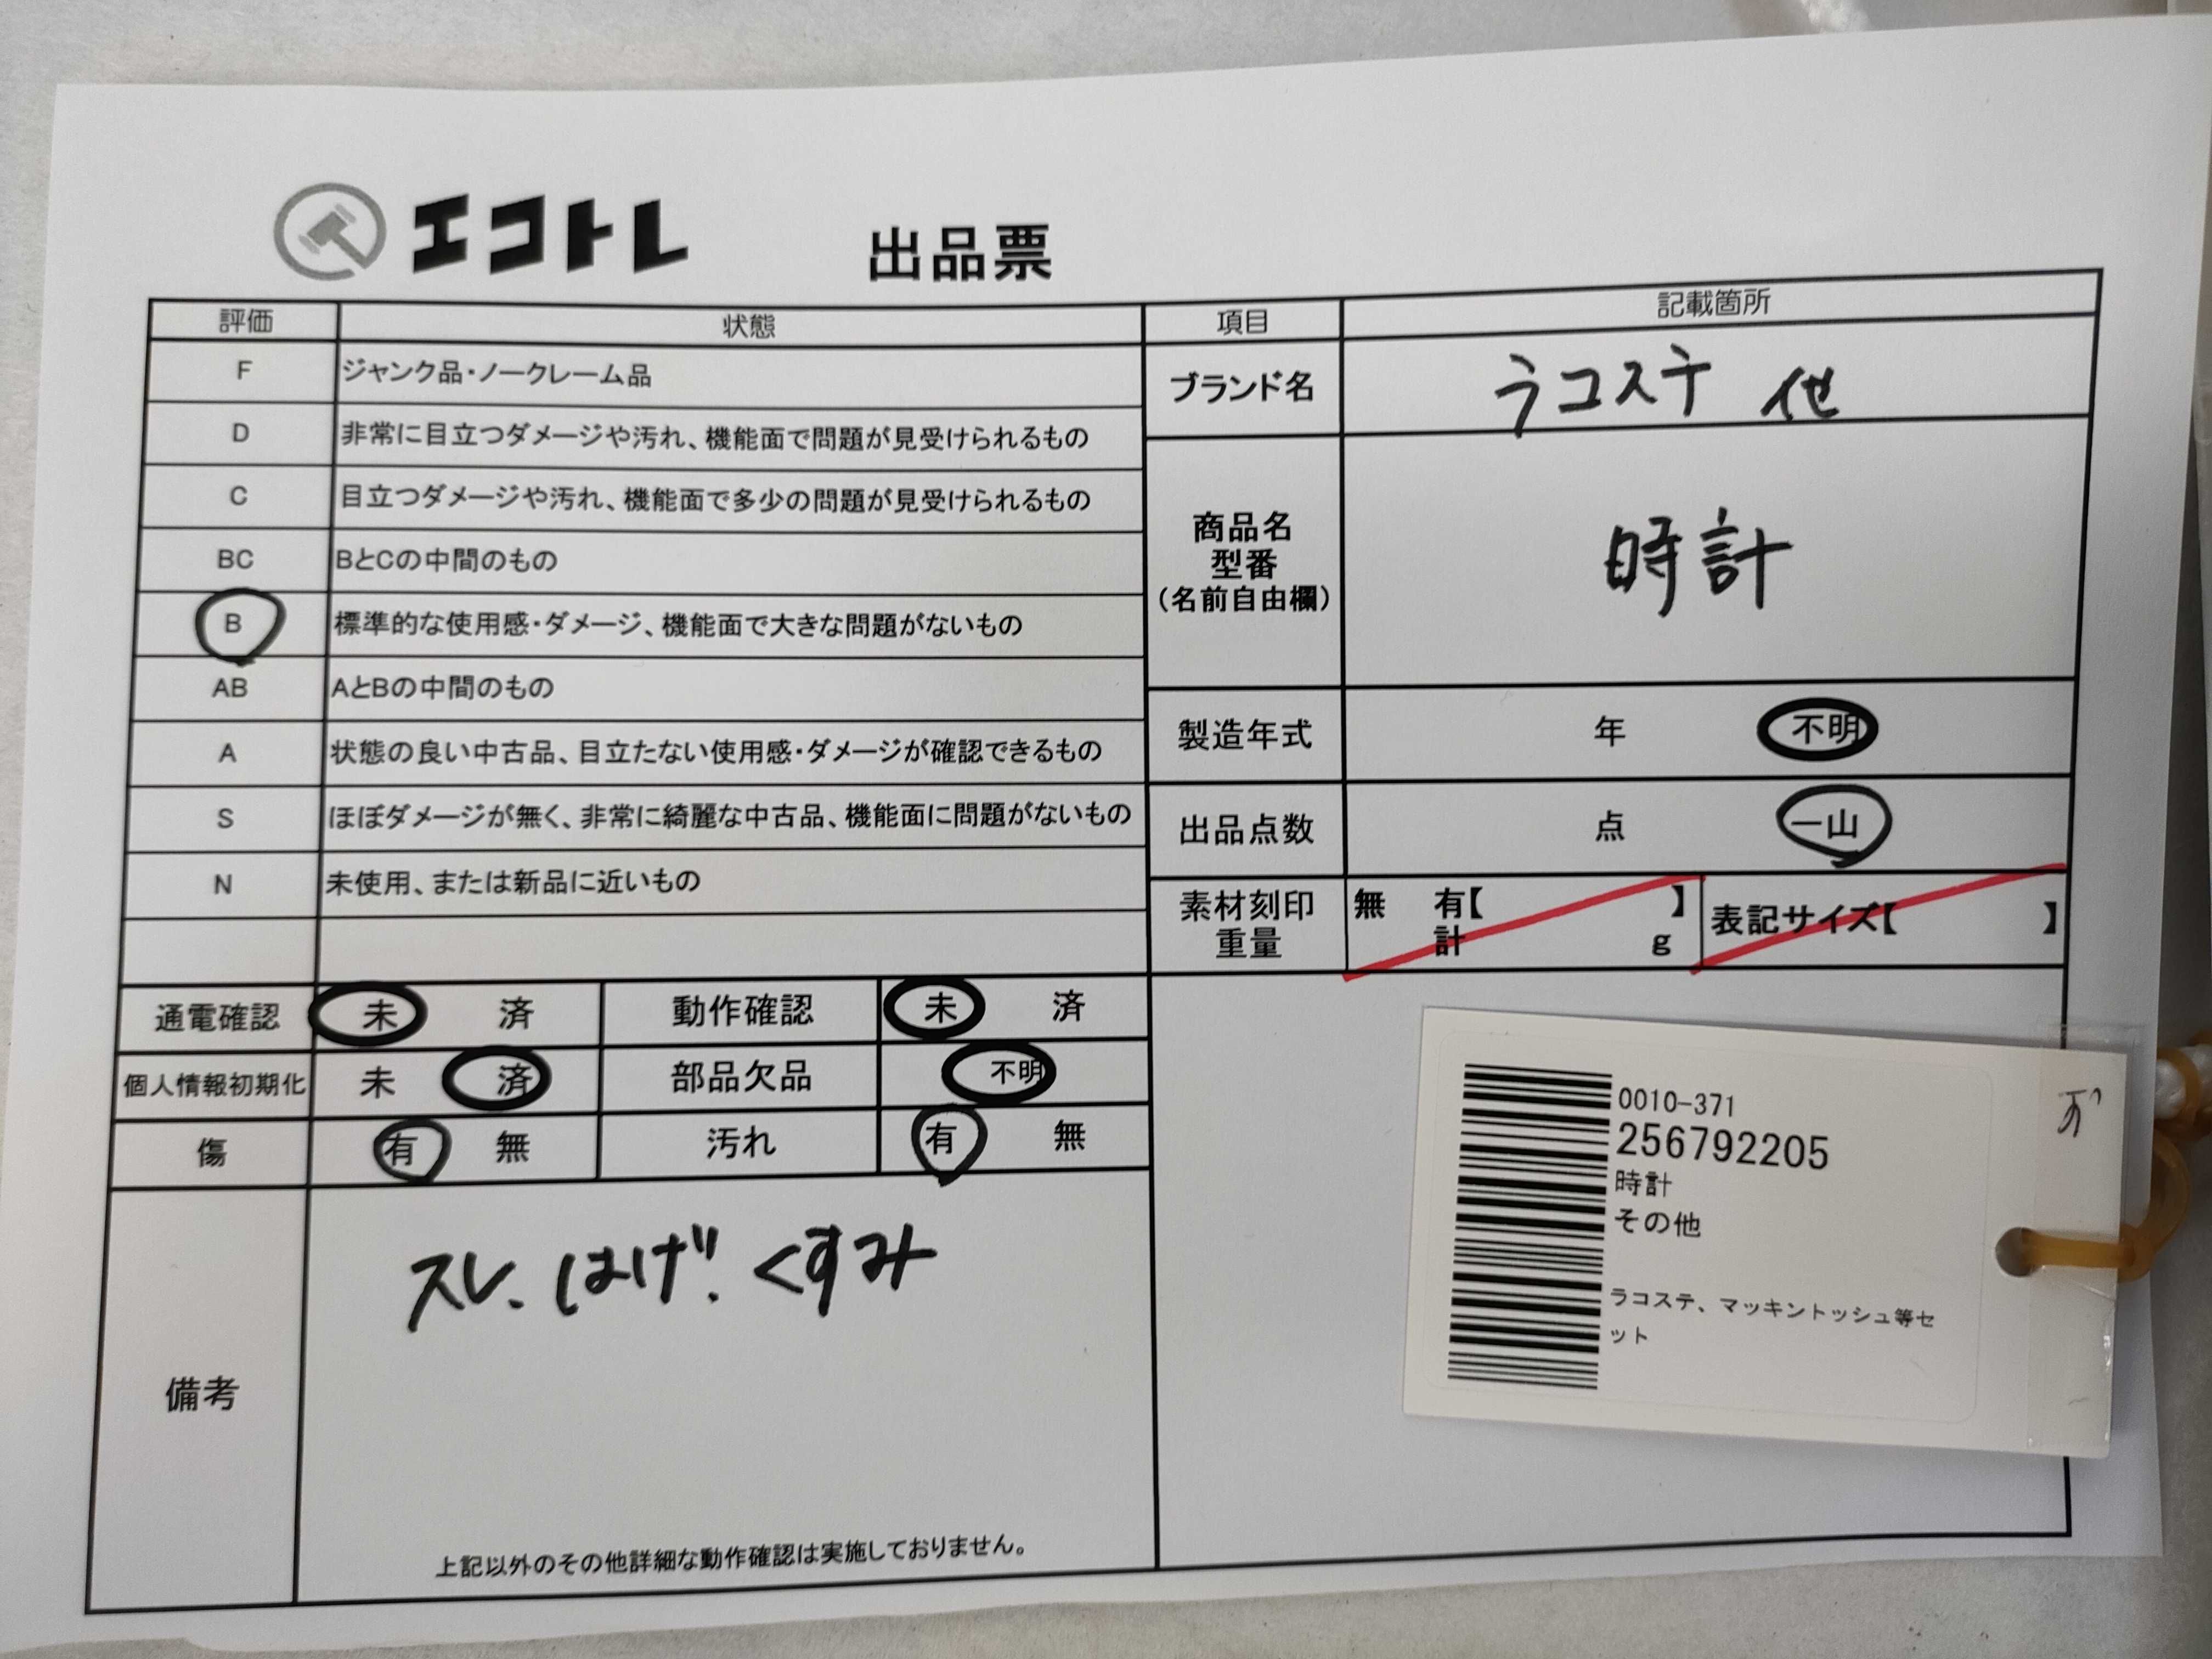 エコトレ 出品票
評価 状態
F ジャンク品・ノークレーム品
D 非常に目立つダメージや汚れ、機能面で問題が見受けられるもの
C 目立つダメージや汚れ、機能面で多少の問題が見受けられるもの
BC BとCの中間のもの
B 標準的な使用感・ダメージ、機能面で大きな問題がないもの
AB AとBの中間のもの
A 状態の良い中古品、目立たない使用感・ダメージが確認できるもの
S ほぼダメージが無く、非常に綺麗な中古品、機能面に問題がないもの
N 未使用、または新品に近いもの
項目 記載箇所
ブランド名 ラコステ 他
商品名
型番
(名前自由欄)
時計
製造年式 年 不明
出品点数 点 一山
素材刻印
重量
無 有【 】
計 g
表記サイズ【 】
通電確認 未 済 動作確認 未 済
個人情報初期化 未 済 部品欠品 不明
傷 有 無 汚れ 有 無
備考
スレ、はげ、くすみ
上記以外のその他詳細な動作確認は実施しておりません。
0010-371
256792205
時計
その他
ラコステ、マッキントッシュ等セ
ット